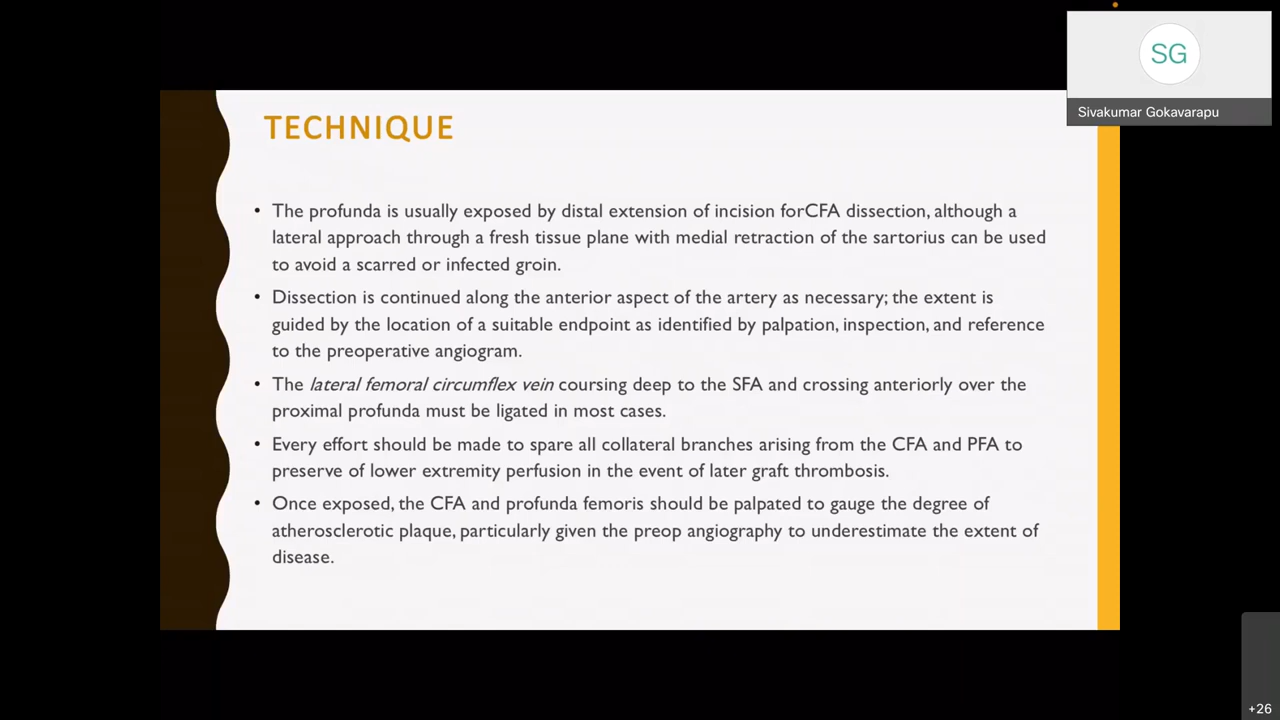 SG
Sivakumar Gokavarapu
TECHNIQUE
• The profunda is usually exposed by distal extension of incision forCFA dissection, although a
lateral approach through a fresh tissue plane with medial retraction of the sartorius can be used
to avoid a scarred or infected groin.
• Dissection is continued along the anterior aspect of the artery as necessary; the extent is
guided by the location of a suitable endpoint as identified by palpation, inspection, and reference
to the preoperative angiogram.
• The lateral femoral circumflex vein coursing deep to the SFA and crossing anteriorly over the
proximal profunda must be ligated in most cases.
• Every effort should be made to spare all collateral branches arising from the CFA and PFA to
preserve of lower extremity perfusion in the event of later graft thrombosis.
• Once exposed, the CFA and profunda femoris should be palpated to gauge the degree of
atherosclerotic plaque, particularly given the preop angiography to underestimate the extent of
disease.
+26